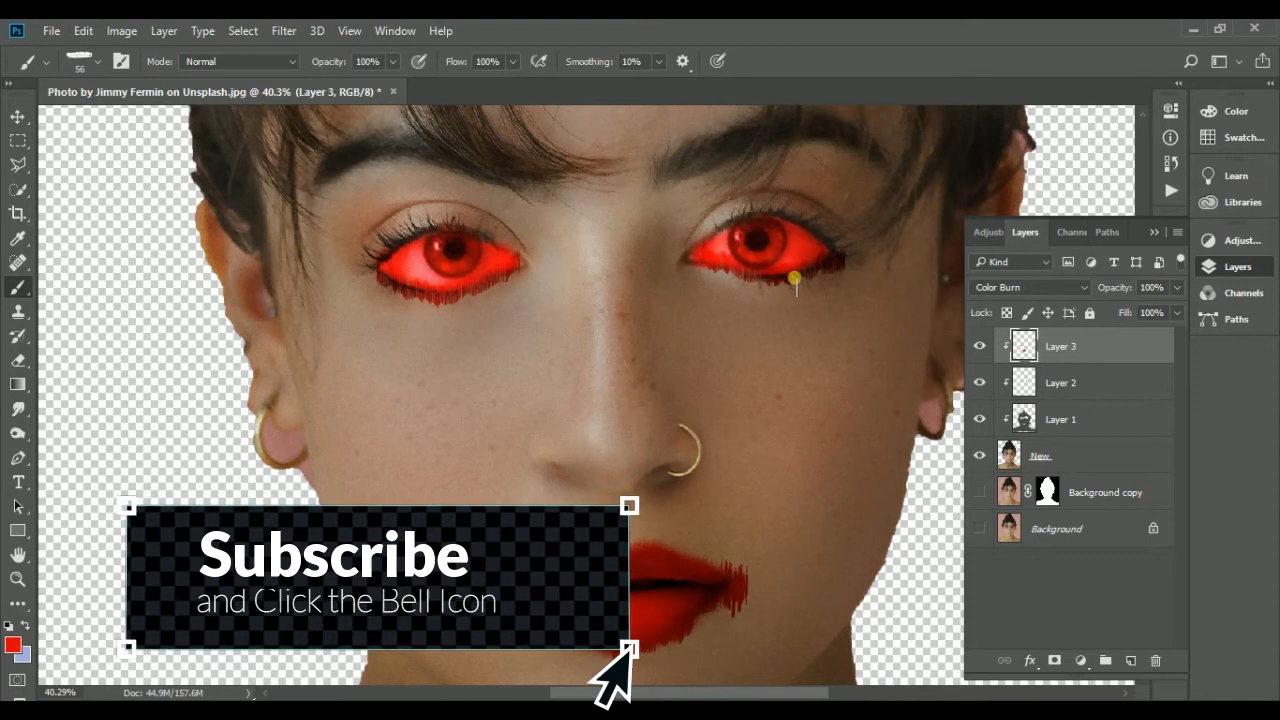 Ps File Edit Image Layer Type Select Filter 3D View Window Help
56 Mode: Normal Opacity: 100% Flow: 100% Smoothing: 10%
Photo by Jimmy Fermin on Unsplash.jpg @ 40.3% (Layer 3, RGB/8) *
Color
Swatch...
Learn
Libraries
Adjust...
Layers
Channels
Paths
Adjust Layers Channe Paths
Kind
Color Burn Opacity: 100%
Lock: Fill: 100%
Layer 3
Layer 2
Layer 1
New
Background copy
Background
fx
T
Subscribe
and Click the Bell Icon
40.29% Doc: 44.9M/157.6M